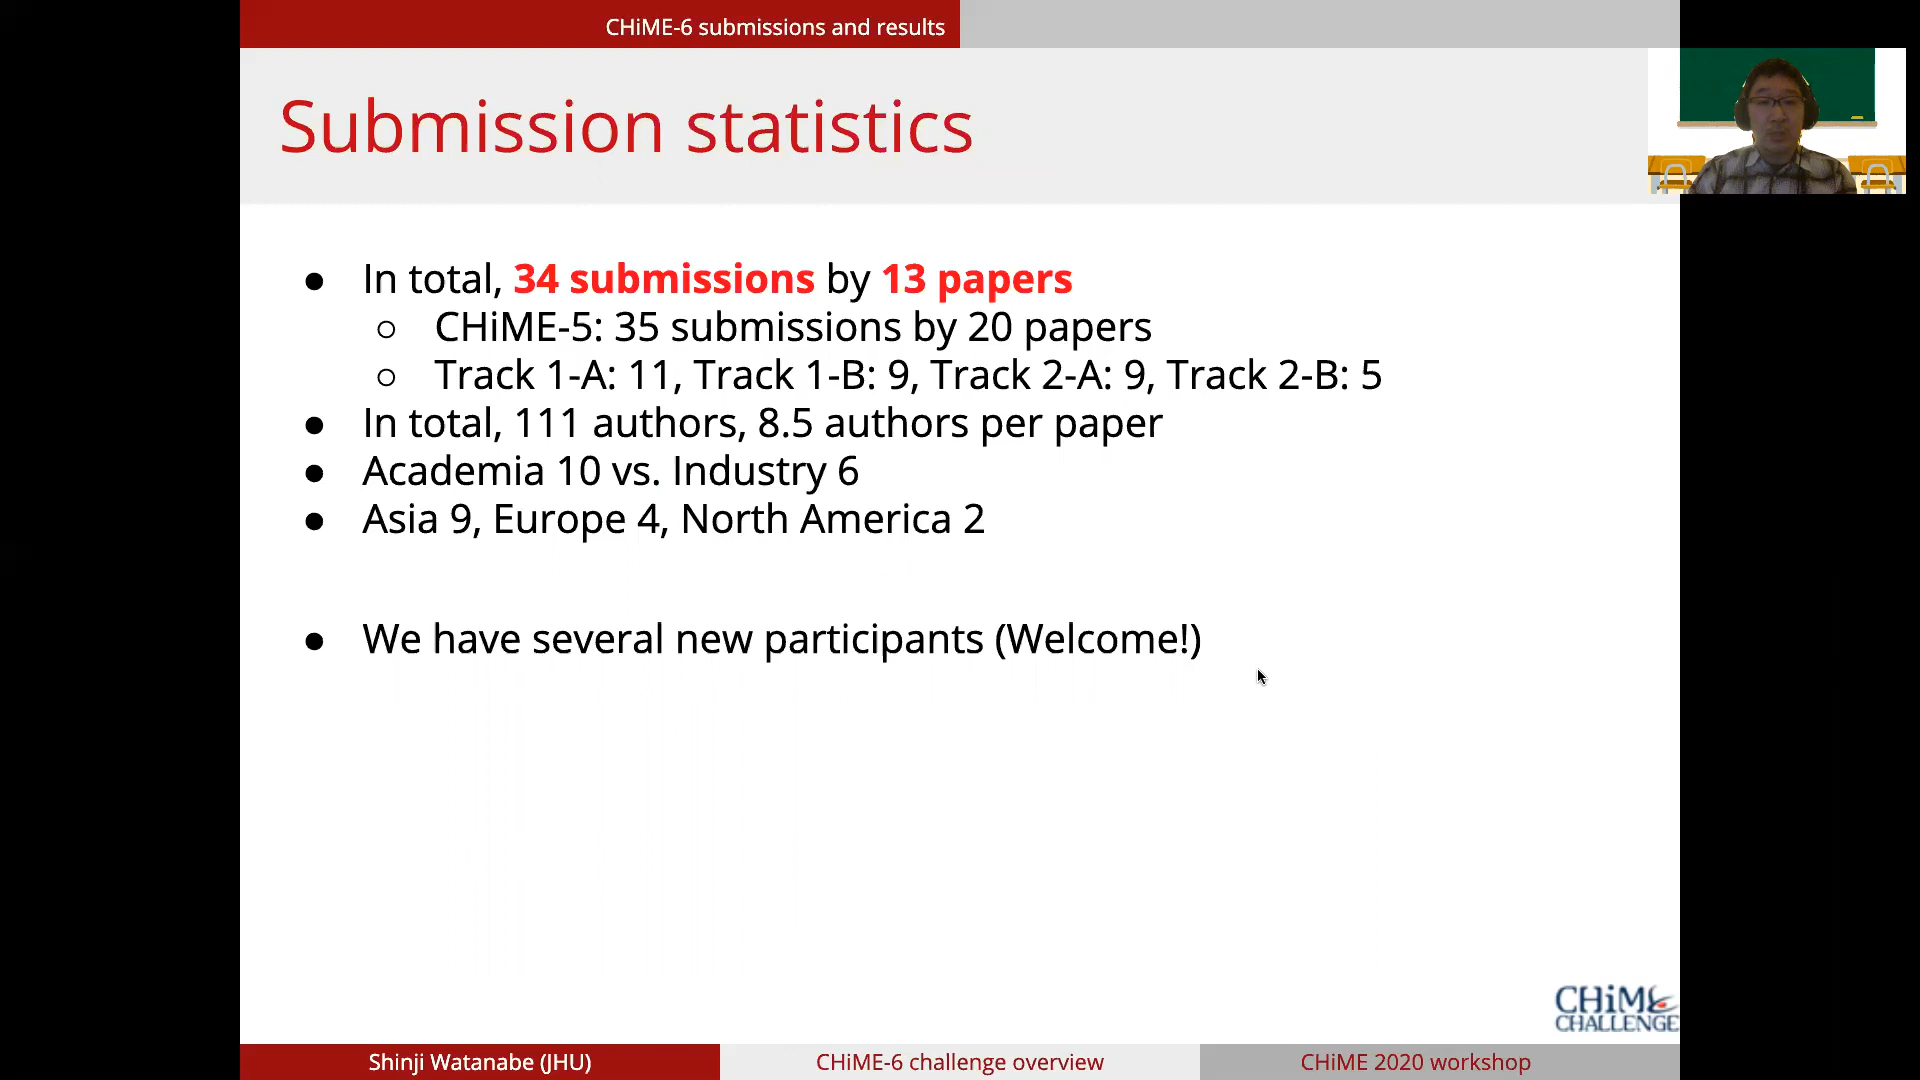 CHiME-6 submissions and results
Submission statistics
● In total, 34 submissions by 13 papers
○ CHiME-5: 35 submissions by 20 papers
○ Track 1-A: 11, Track 1-B: 9, Track 2-A: 9, Track 2-B: 5
● In total, 111 authors, 8.5 authors per paper
● Academia 10 vs. Industry 6
● Asia 9, Europe 4, North America 2
● We have several new participants (Welcome!)
CHiME
CHALLENGE
Shinji Watanabe (JHU)
CHiME-6 challenge overview
CHiME 2020 workshop